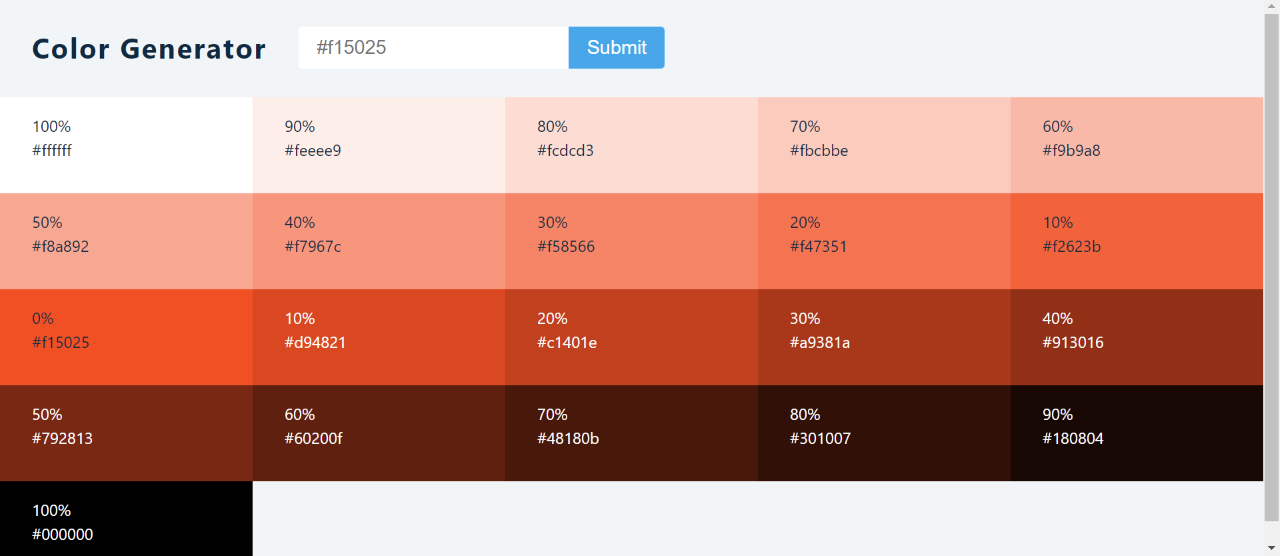 Color Generator
#f15025
Submit
100%
#ffffff
90%
#feeee9
80%
#fcdcd3
70%
#fbcbbe
60%
#f9b9a8
50%
#f8a892
40%
#f7967c
30%
#f58566
20%
#f47351
10%
#f2623b
0%
#f15025
10%
#d94821
20%
#c1401e
30%
#a9381a
40%
#913016
50%
#792813
60%
#60200f
70%
#48180b
80%
#301007
90%
#180804
100%
#000000